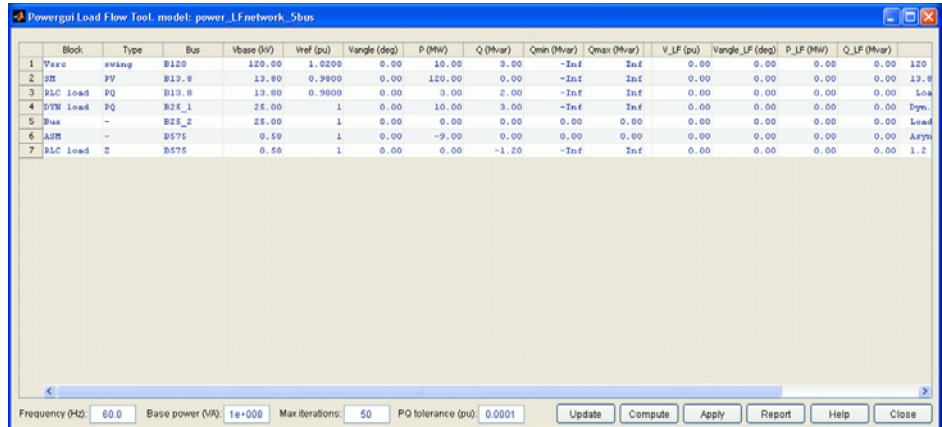 Powergui Load Flow Tool. model: power_LFnetwork_5bus
Block Type Bus Vbase (kV) Vref (pu) Vangle (deg) P (MW) Q (Mvar) Qmin (Mvar) Qmax (Mvar) V_LF (pu) Vangle_LF (deg) P_LF (MW) Q_LF (Mvar)
1 Vsrc swing B120 120.00 1.0200 0.00 10.00 3.00 -Inf Inf 0.00 0.00 0.00 0.00 120
2 SM PV B13.8 13.80 0.9800 0.00 120.00 0.00 -Inf Inf 0.00 0.00 0.00 0.00 13.8
3 RLC load PQ B13.8 13.80 0.9800 0.00 3.00 2.00 -Inf Inf 0.00 0.00 0.00 0.00 Loa
4 DYN load PQ B25_1 25.00 1 0.00 10.00 3.00 -Inf Inf 0.00 0.00 0.00 0.00 Dyn.
5 Bus - B25_2 25.00 1 0.00 0.00 0.00 0.00 0.00 0.00 0.00 0.00 0.00 Load
6 ASM - B575 0.58 1 0.00 -9.00 0.00 0.00 0.00 0.00 0.00 0.00 0.00 Asyn
7 RLC load Z B575 0.58 1 0.00 0.00 -1.20 -Inf Inf 0.00 0.00 0.00 0.00 1.2
Frequency (Hz): 60.0 Base power (VA): 1e+008 Max iterations: 50 PQ tolerance (pu): 0.0001 Update Compute Apply Report Help Close